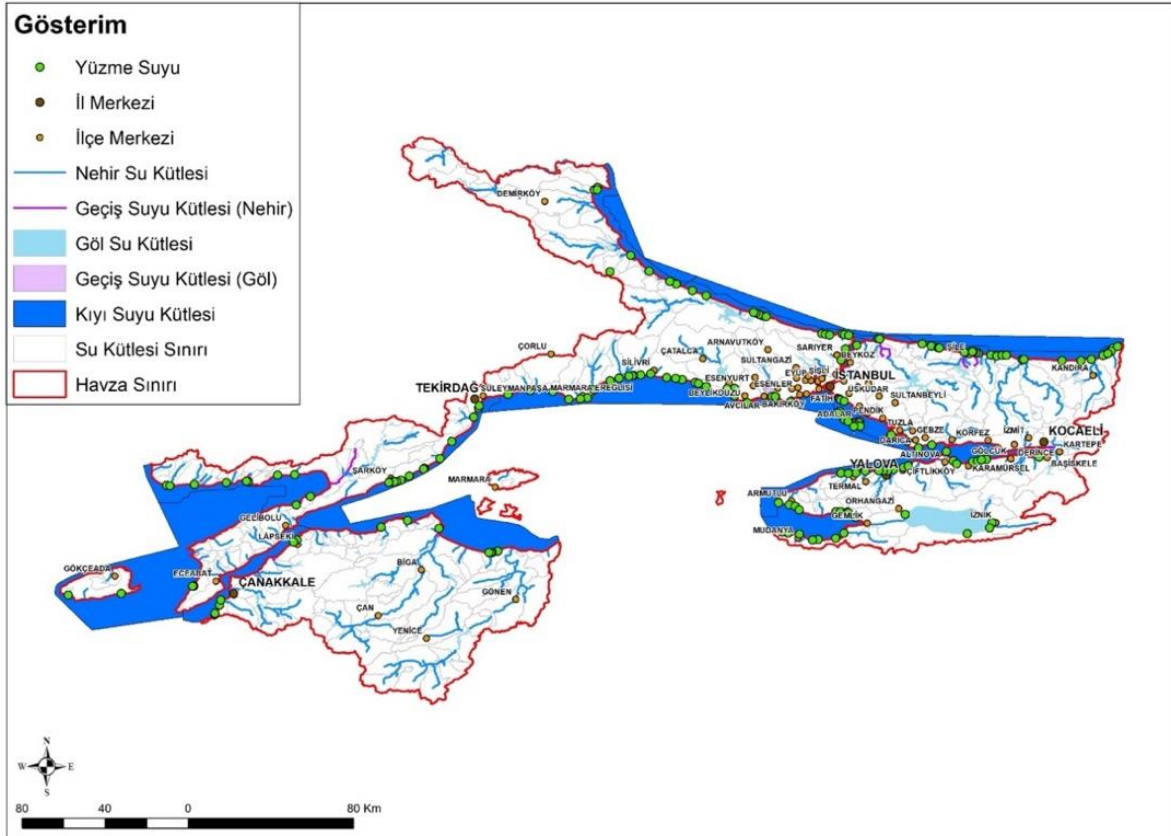 Gösterim
Yüzme Suyu
İl Merkezi
İlçe Merkezi
Nehir Su Kütlesi
Geçiş Suyu Kütlesi (Nehir)
Göl Su Kütlesi
Geçiş Suyu Kütlesi (Göl)
Kıyı Suyu Kütlesi
Su Kütlesi Sınırı
Havza Sınırı
DEMİRKÖY
ÇORLU
SİLİVRİ
ÇATALCA
ARNAVUTKÖY
SULTANGAZİ
SARIYER
BEYKOZ
ŞİLE
KANDIRA
TEKİRDAĞ
SÜLEYMANPAŞA
MARMARA EREĞLİSİ
ESENYURT
ESENLER
EYÜP
ŞİŞLİ
İSTANBUL
BEYLİKDÜZÜ
AVCILAR
BAKIRKÖY
FATİH
ÜSKÜDAR
SULTANBEYLİ
ADALAR
PENDİK
TUZLA
GEBZE
DARICA
KÖRFEZ
İZMİT
KOCAELİ
KARTEPE
ALTINOVA
GÖLCÜK
DERİNCE
BAŞİSKELE
YALOVA
ÇİFTLİKKÖY
KARAMÜRSEL
TERMAL
ARMUTLU
ORHANGAZİ
GEMLİK
İZNİK
MUDANYA
ŞARKÖY
MARMARA
GELİBOLU
LAPSEKİ
GÖKÇEADA
ECEABAT
ÇANAKKALE
BİGA
GÖNEN
ÇAN
YENİCE
N
W
E
S
80
40
0
80 Km